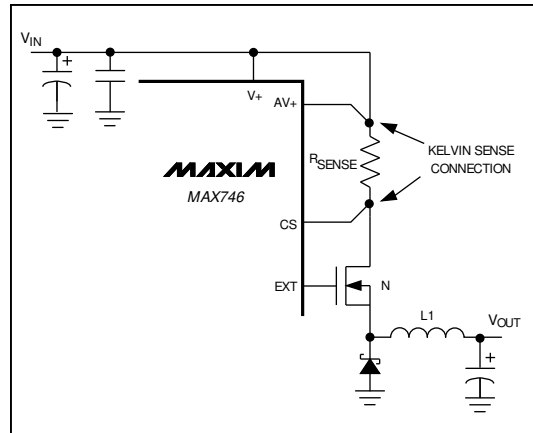 VIN
+
V+
AV+
RSENSE
KELVIN SENSE
CONNECTION
MAXIM
MAX746
CS
EXT
N
L1
VOUT
+